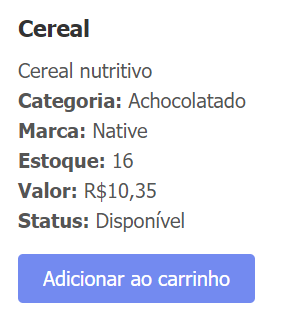 Cereal
Cereal nutritivo
Categoria: Achocolatado
Marca: Native
Estoque: 16
Valor: R$10,35
Status: Disponível
Adicionar ao carrinho